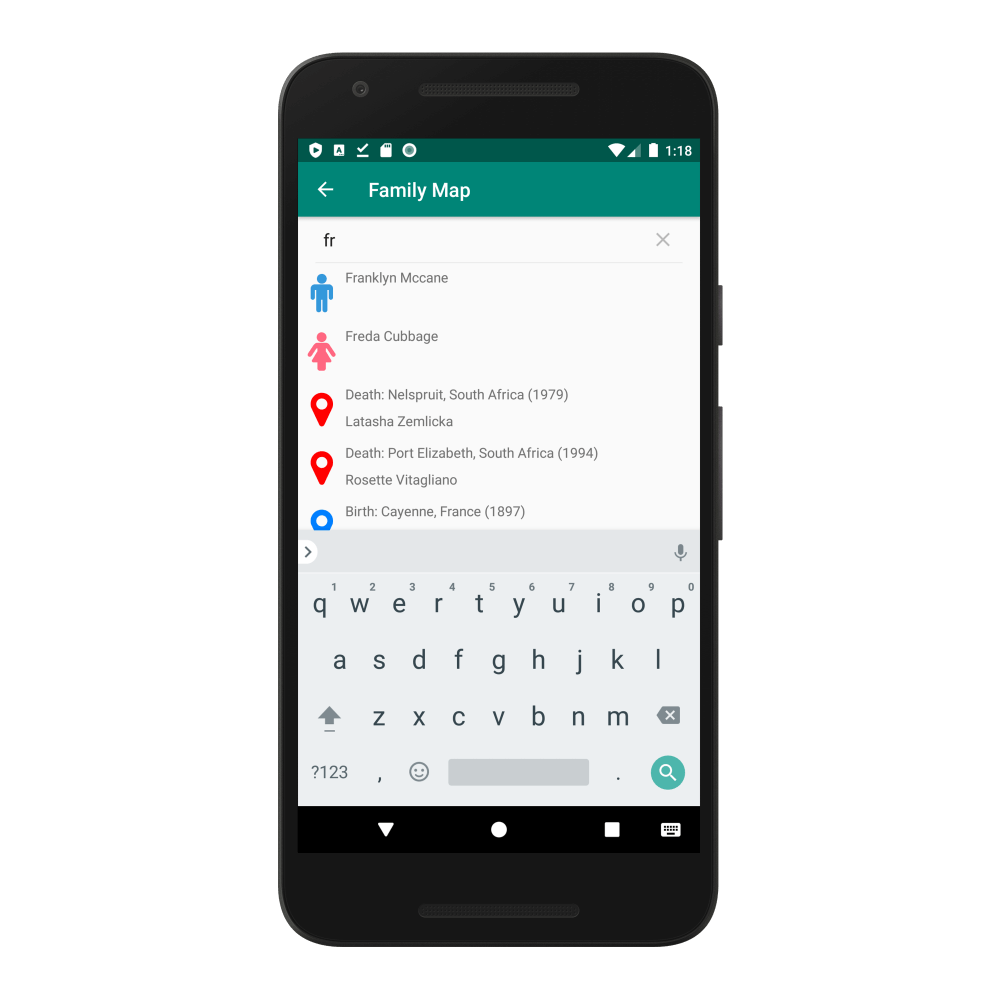 1:18
Family Map
fr
Franklyn Mccane
Freda Cubbage
Death: Nelspruit, South Africa (1979)
Latasha Zemlicka
Death: Port Elizabeth, South Africa (1994)
Rosette Vitagliano
Birth: Cayenne, France (1897)
1 2 3 4 5 6 7 8 9 0
q w e r t y u i o p
a s d f g h j k l
z x c v b n m
?123 , .